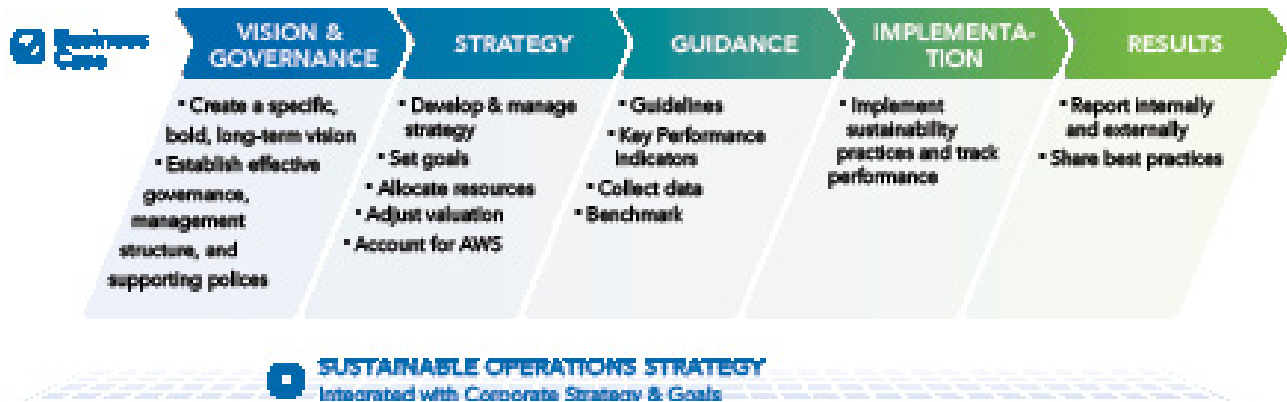 Business
Case
VISION &
GOVERNANCE
STRATEGY
GUIDANCE
IMPLEMENTA-
TION
RESULTS
▪ Create a specific,
bold, long-term vision
▪ Establish effective
governance,
management
structure, and
supporting polices
▪ Develop & manage
strategy
▪ Set goals
▪ Allocate resources
▪ Adjust valuation
▪ Account for AWS
▪ Guidelines
▪ Key Performance
Indicators
▪ Collect data
▪ Benchmark
▪ Implement
sustainability
practices and track
performance
▪ Report internally
and externally
▪ Share best practices
SUSTAINABLE OPERATIONS STRATEGY
Integrated with Corporate Strategy & Goals